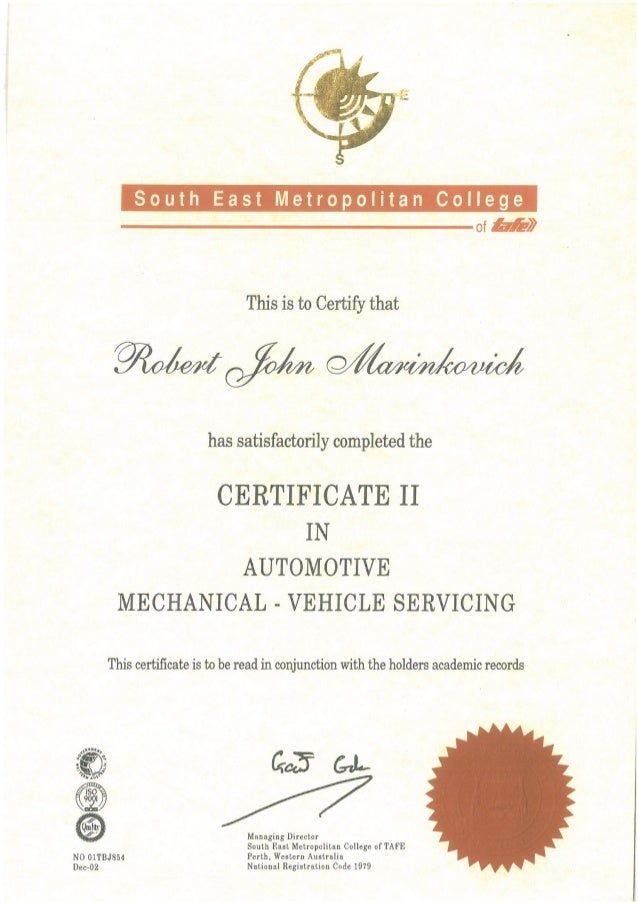 E
S
South East Metropolitan College
of tafe
This is to Certify that
Robert John Marinkovich
has satisfactorily completed the
CERTIFICATE II
IN
AUTOMOTIVE
MECHANICAL - VEHICLE SERVICING
This certificate is to be read in conjunction with the holders academic records
ISO
9001
Quality
Managing Director
South East Metropolitan College of TAFE
Perth, Western Australia
National Registration Code 1979
NO 01TBJ854
Dec-02